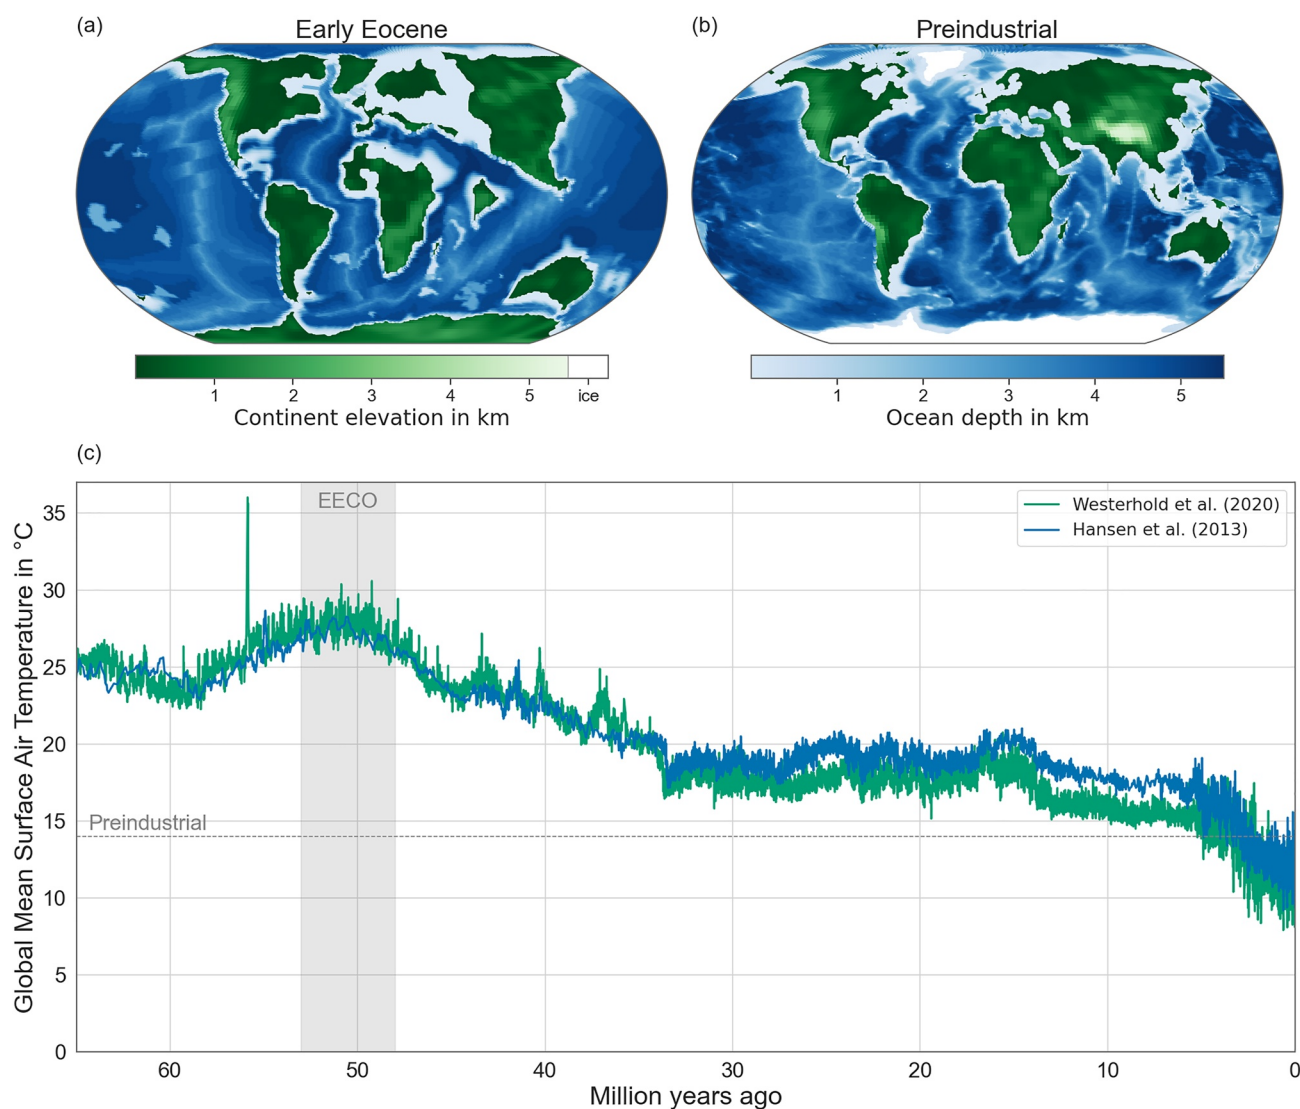 (a)
Early Eocene
(b)
Preindustrial
1 2 3 4 5 ice
Continent elevation in km
1 2 3 4 5
Ocean depth in km
(c)
Global Mean Surface Air Temperature in °C
35
30
25
20
15
10
5
0
EECO
Westerhold et al. (2020)
Hansen et al. (2013)
Preindustrial
60 50 40 30 20 10 0
Million years ago